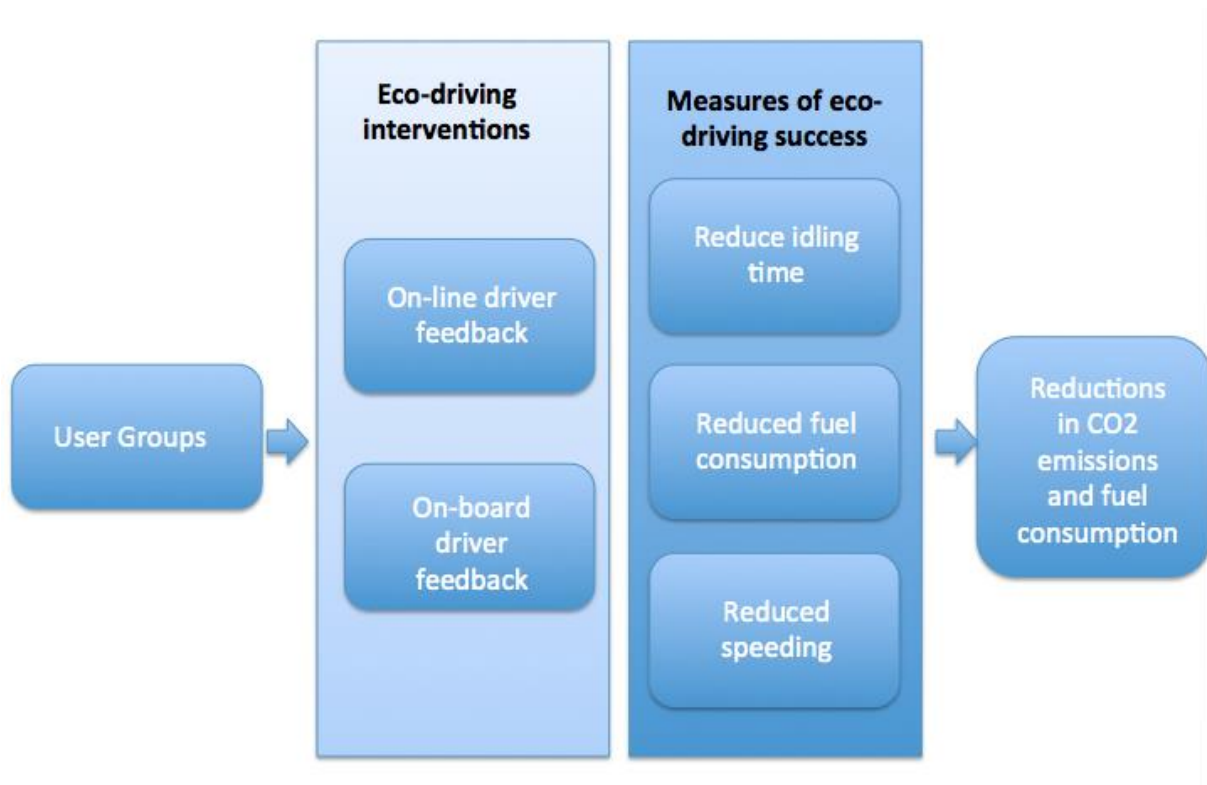 User Groups
Eco-driving
interventions
On-line driver
feedback
On-board
driver
feedback
Measures of eco-
driving success
Reduce idling
time
Reduced fuel
consumption
Reduced
speeding
Reductions
in CO2
emissions
and fuel
consumption